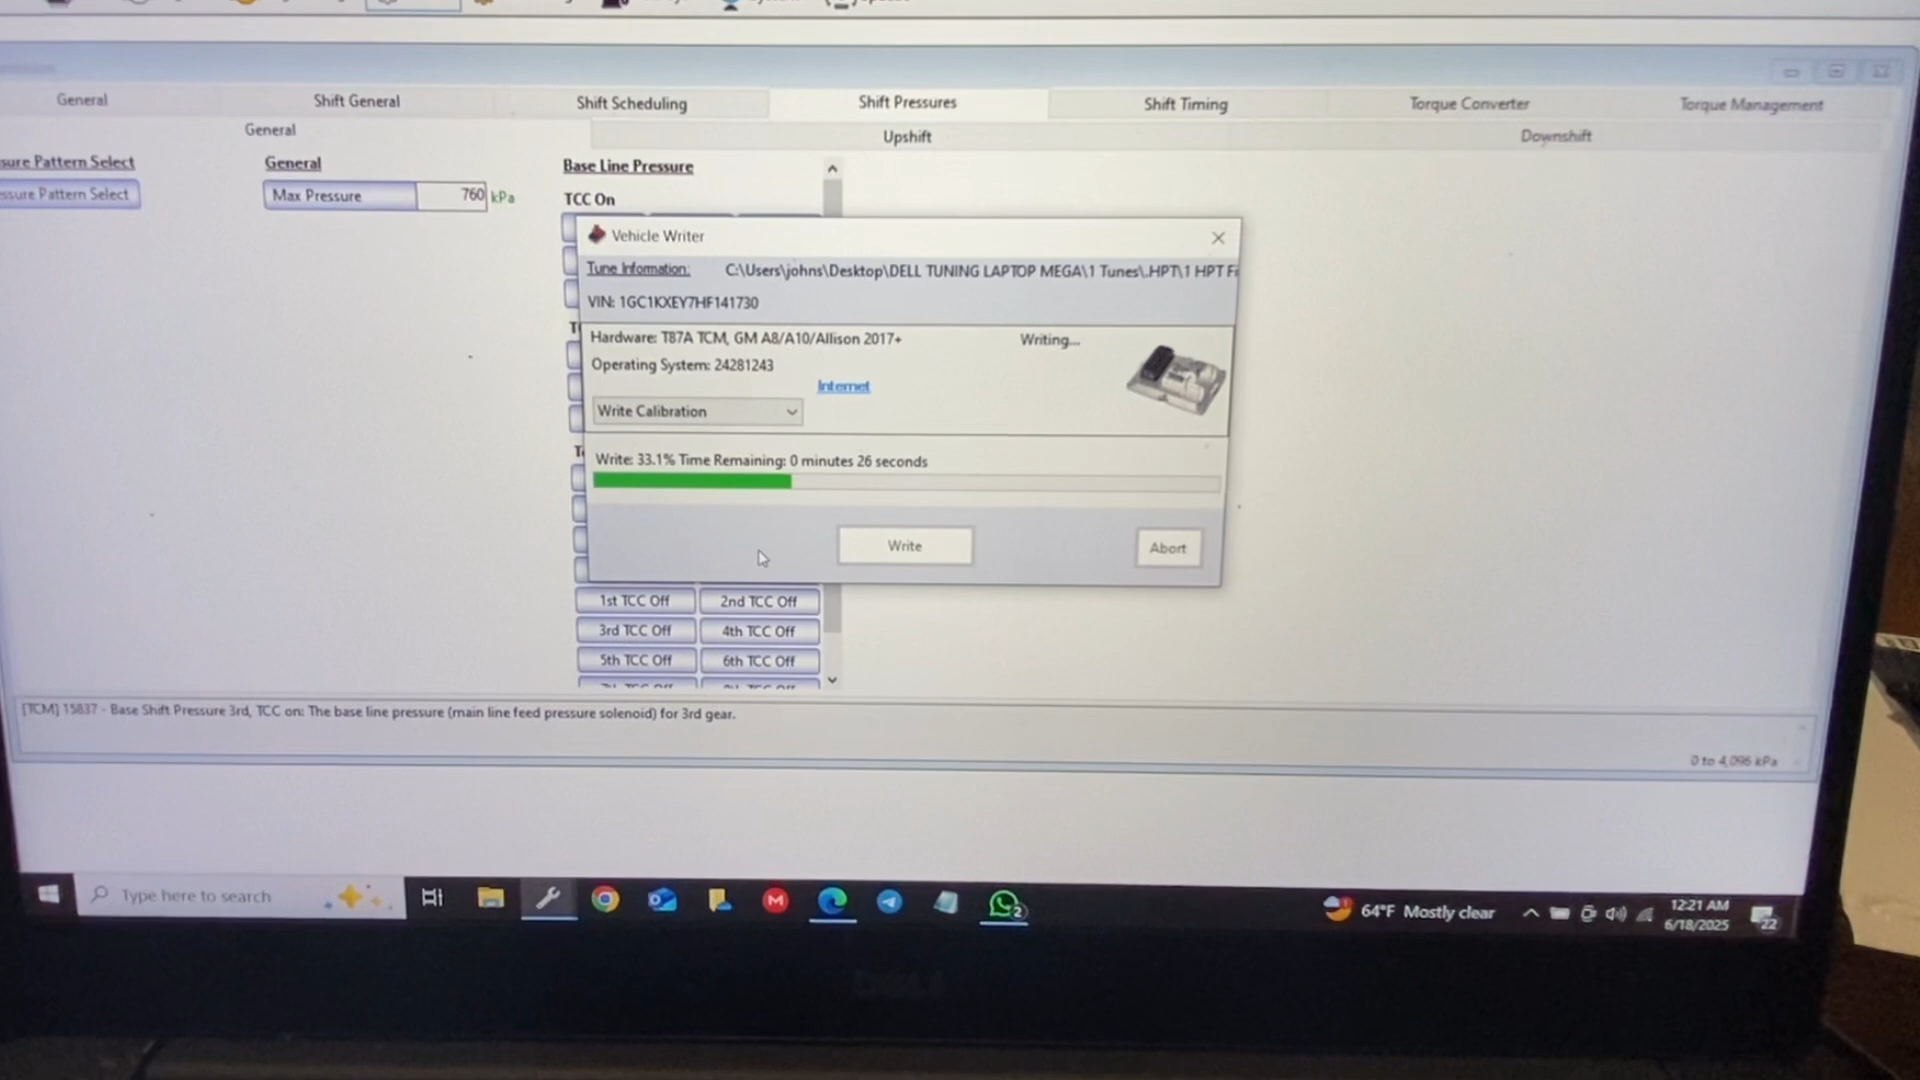 General
Shift General
Shift Scheduling
Shift Pressures
Shift Timing
Torque Converter
Torque Management
General
Upshift
Downshift
sure Pattern Select
General
Base Line Pressure
ssure Pattern Select
Max Pressure
760
kPa
TCC On
Vehicle Writer
Tune Information:
C:\Users\johns\Desktop\DELL TUNING LAPTOP MEGA\1 Tunes\.HPT\1 HPT Fi
VIN: 1GC1KXEY7HF141730
Hardware: T87A TCM, GM A8/A10/Allison 2017+
Writing...
Operating System: 24281243
Internet
Write Calibration
Write: 33.1% Time Remaining: 0 minutes 26 seconds
Write
Abort
1st TCC Off
2nd TCC Off
3rd TCC Off
4th TCC Off
5th TCC Off
6th TCC Off
[TCM] 15837 - Base Shift Pressure 3rd, TCC on: The base line pressure (main line feed pressure solenoid) for 3rd gear.
0 to 4,096 kPa
Type here to search
2
64°F Mostly clear
12:21 AM
6/18/2025
22
DELL